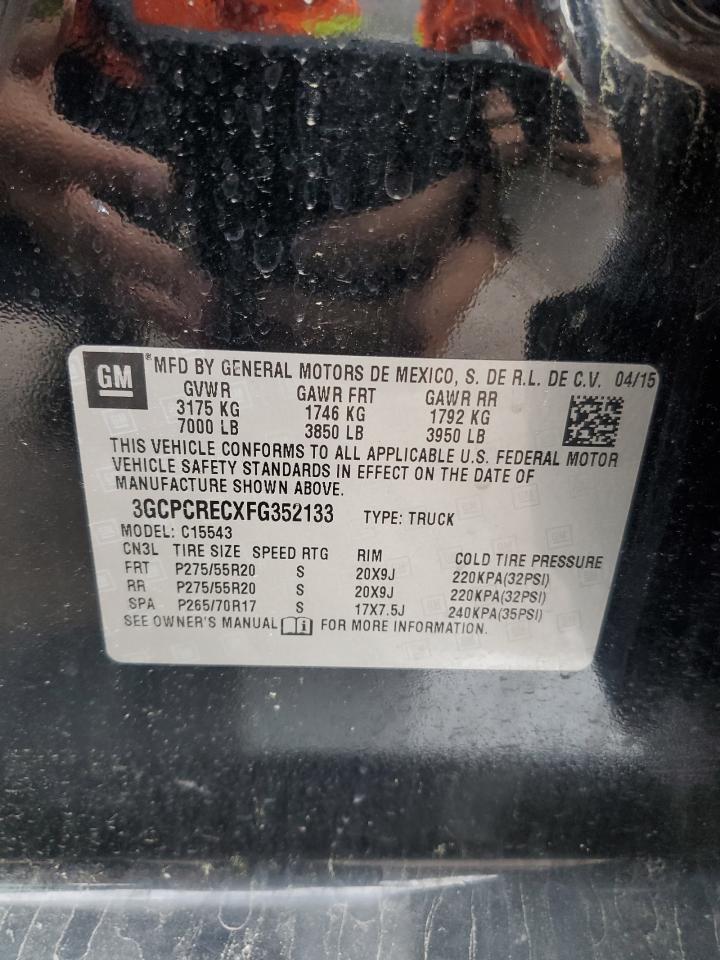 GM ® MFD BY GENERAL MOTORS DE MEXICO, S. DE R.L. DE C.V. 04/15
GVWR GAWR FRT GAWR RR
3175 KG 1746 KG 1792 KG
7000 LB 3850 LB 3950 LB
THIS VEHICLE CONFORMS TO ALL APPLICABLE U.S. FEDERAL MOTOR
VEHICLE SAFETY STANDARDS IN EFFECT ON THE DATE OF
MANUFACTURE SHOWN ABOVE.
3GCPCRECXFG352133 TYPE: TRUCK
MODEL: C15543
CN3L TIRE SIZE SPEED RTG RIM COLD TIRE PRESSURE
FRT P275/55R20 S 20X9J 220KPA(32PSI)
RR P275/55R20 S 20X9J 220KPA(32PSI)
SPA P265/70R17 S 17X7.5J 240KPA(35PSI)
SEE OWNER'S MANUAL i FOR MORE INFORMATION.